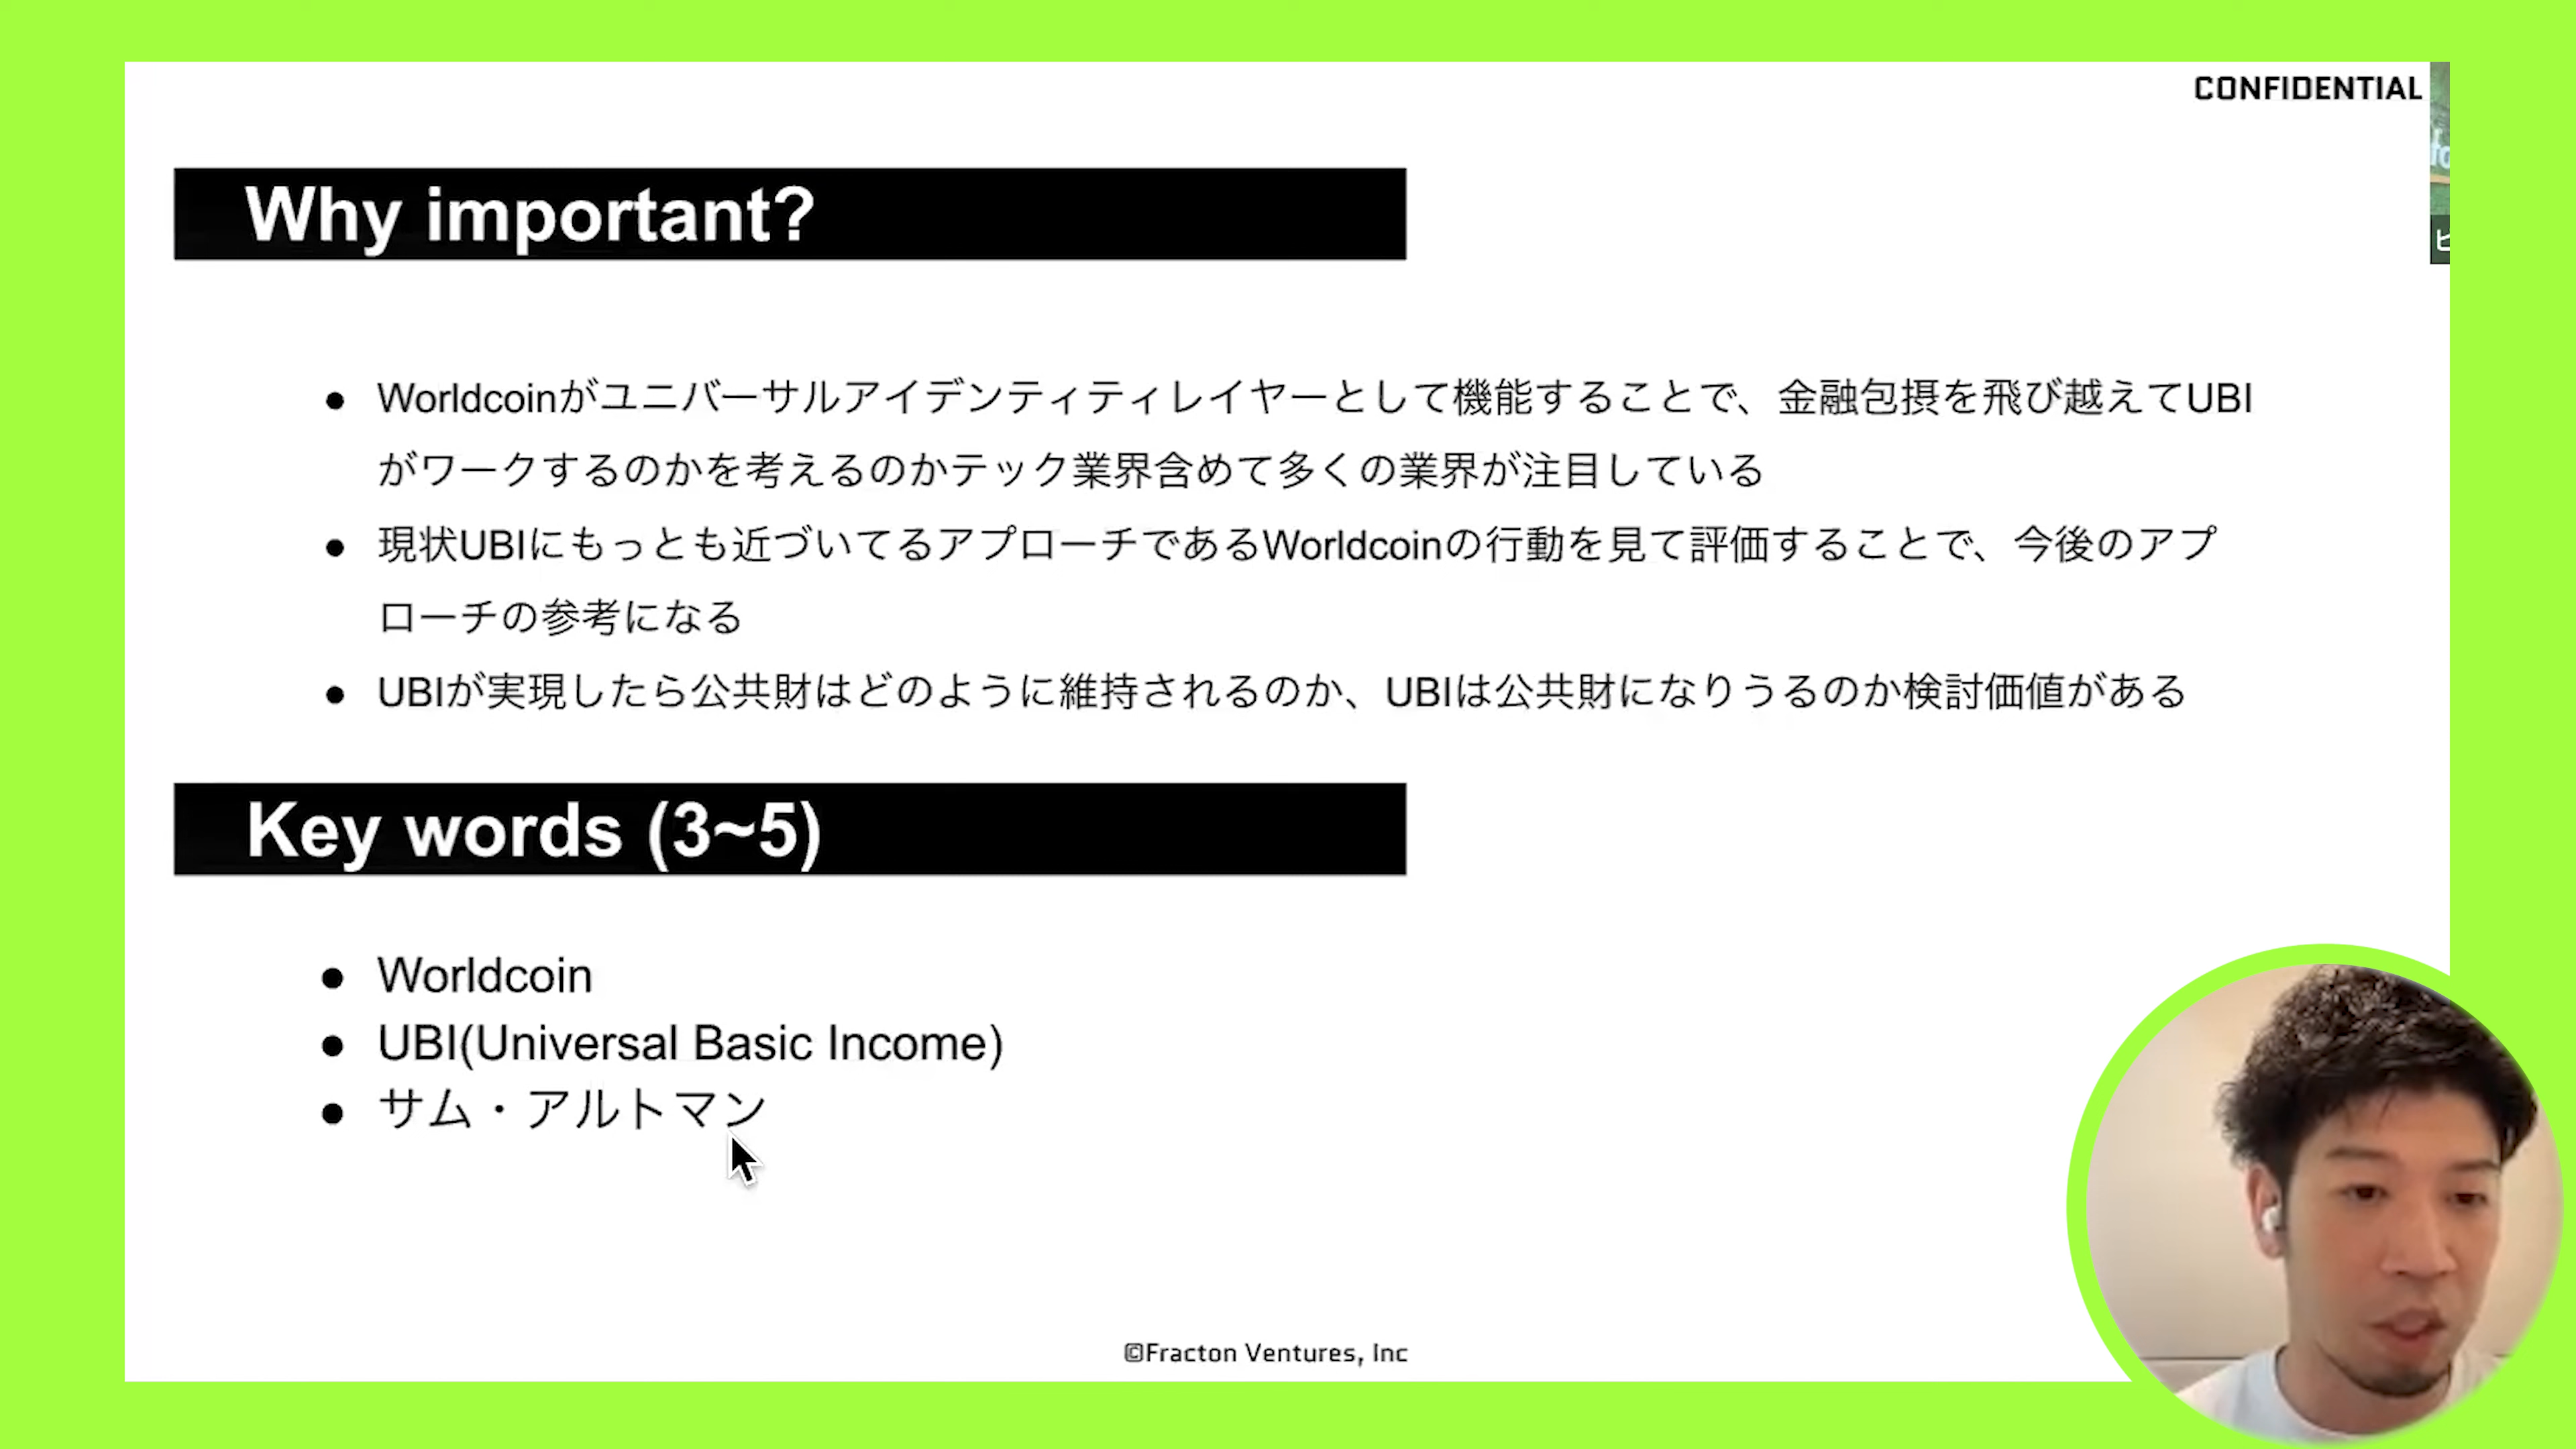 CONFIDENTIAL
Why important?
● WorldcoinがユニバーサルアイデンティティレイヤーとしてI機能することで、金融包摂を飛び越えてUBI
がワークするのかを考えるのかテック業界含めて多くの業界が注目している
● 現状UBIにもっとも近づいてるアプローチであるWorldcoinの行動を見て評価することで、今後のアプ
ローチの参考になる
● UBIが実現したら公共財はどのように維持されるのか、UBIは公共財になりうるのか検討価値がある
Key words (3~5)
● Worldcoin
● UBI(Universal Basic Income)
● サム・アルトマン
©Fracton Ventures, Inc